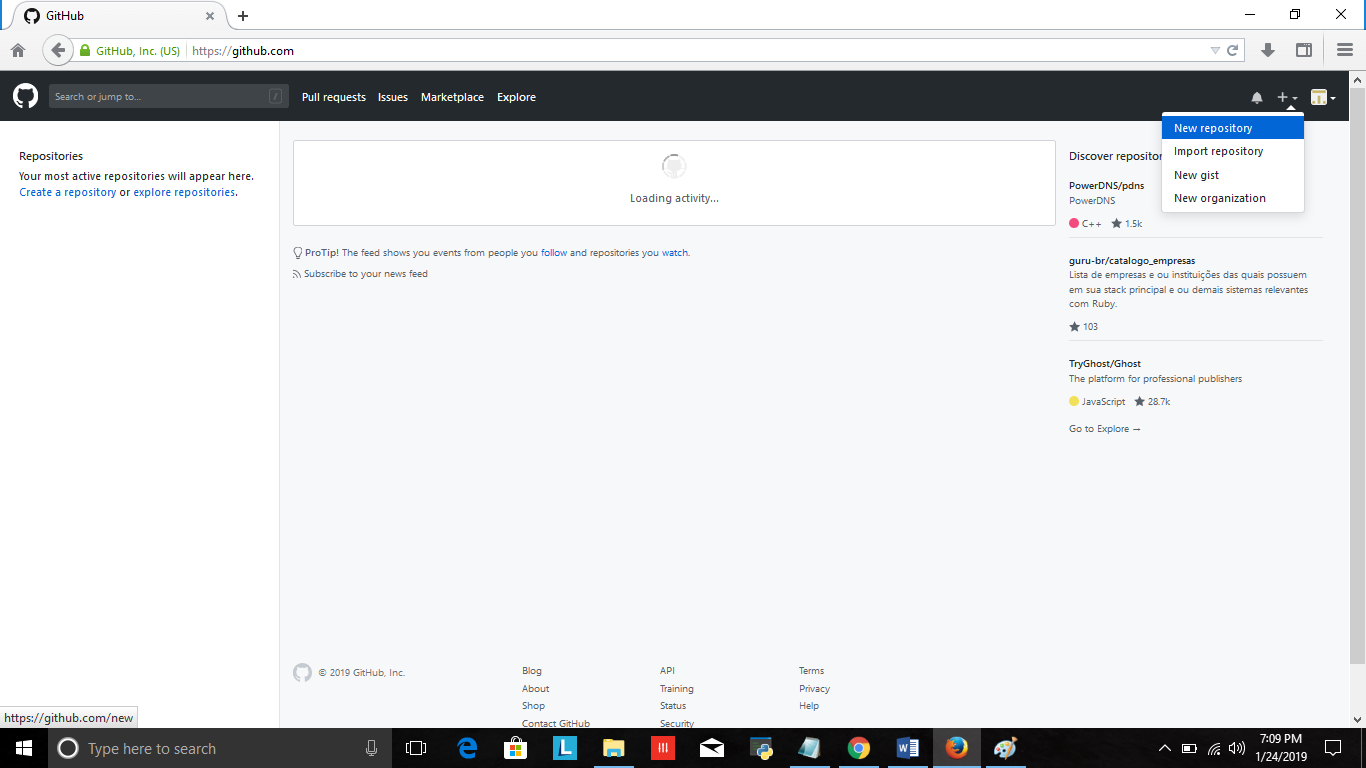 GitHub
GitHub, Inc. (US)
https://github.com
Search or jump to...
/
Pull requests
Issues
Marketplace
Explore
New repository
Import repository
New gist
New organization
Repositories
Your most active repositories will appear here.
Create a repository or explore repositories.
Loading activity...
ProTip! The feed shows you events from people you follow and repositories you watch.
Subscribe to your news feed
Discover repositor
PowerDNS/pdns
PowerDNS
C++ 1.5k
guru-br/catalogo_empresas
Lista de empresas e ou instituições das quais possuem
em sua stack principal e ou demais sistemas relevantes
com Ruby.
103
TryGhost/Ghost
The platform for professional publishers
JavaScript 28.7k
Go to Explore →
© 2019 GitHub, Inc.
Blog
About
Shop
Contact GitHub
API
Training
Status
Security
Terms
Privacy
Help
https://github.com/new
Type here to search
L
7:09 PM
1/24/2019